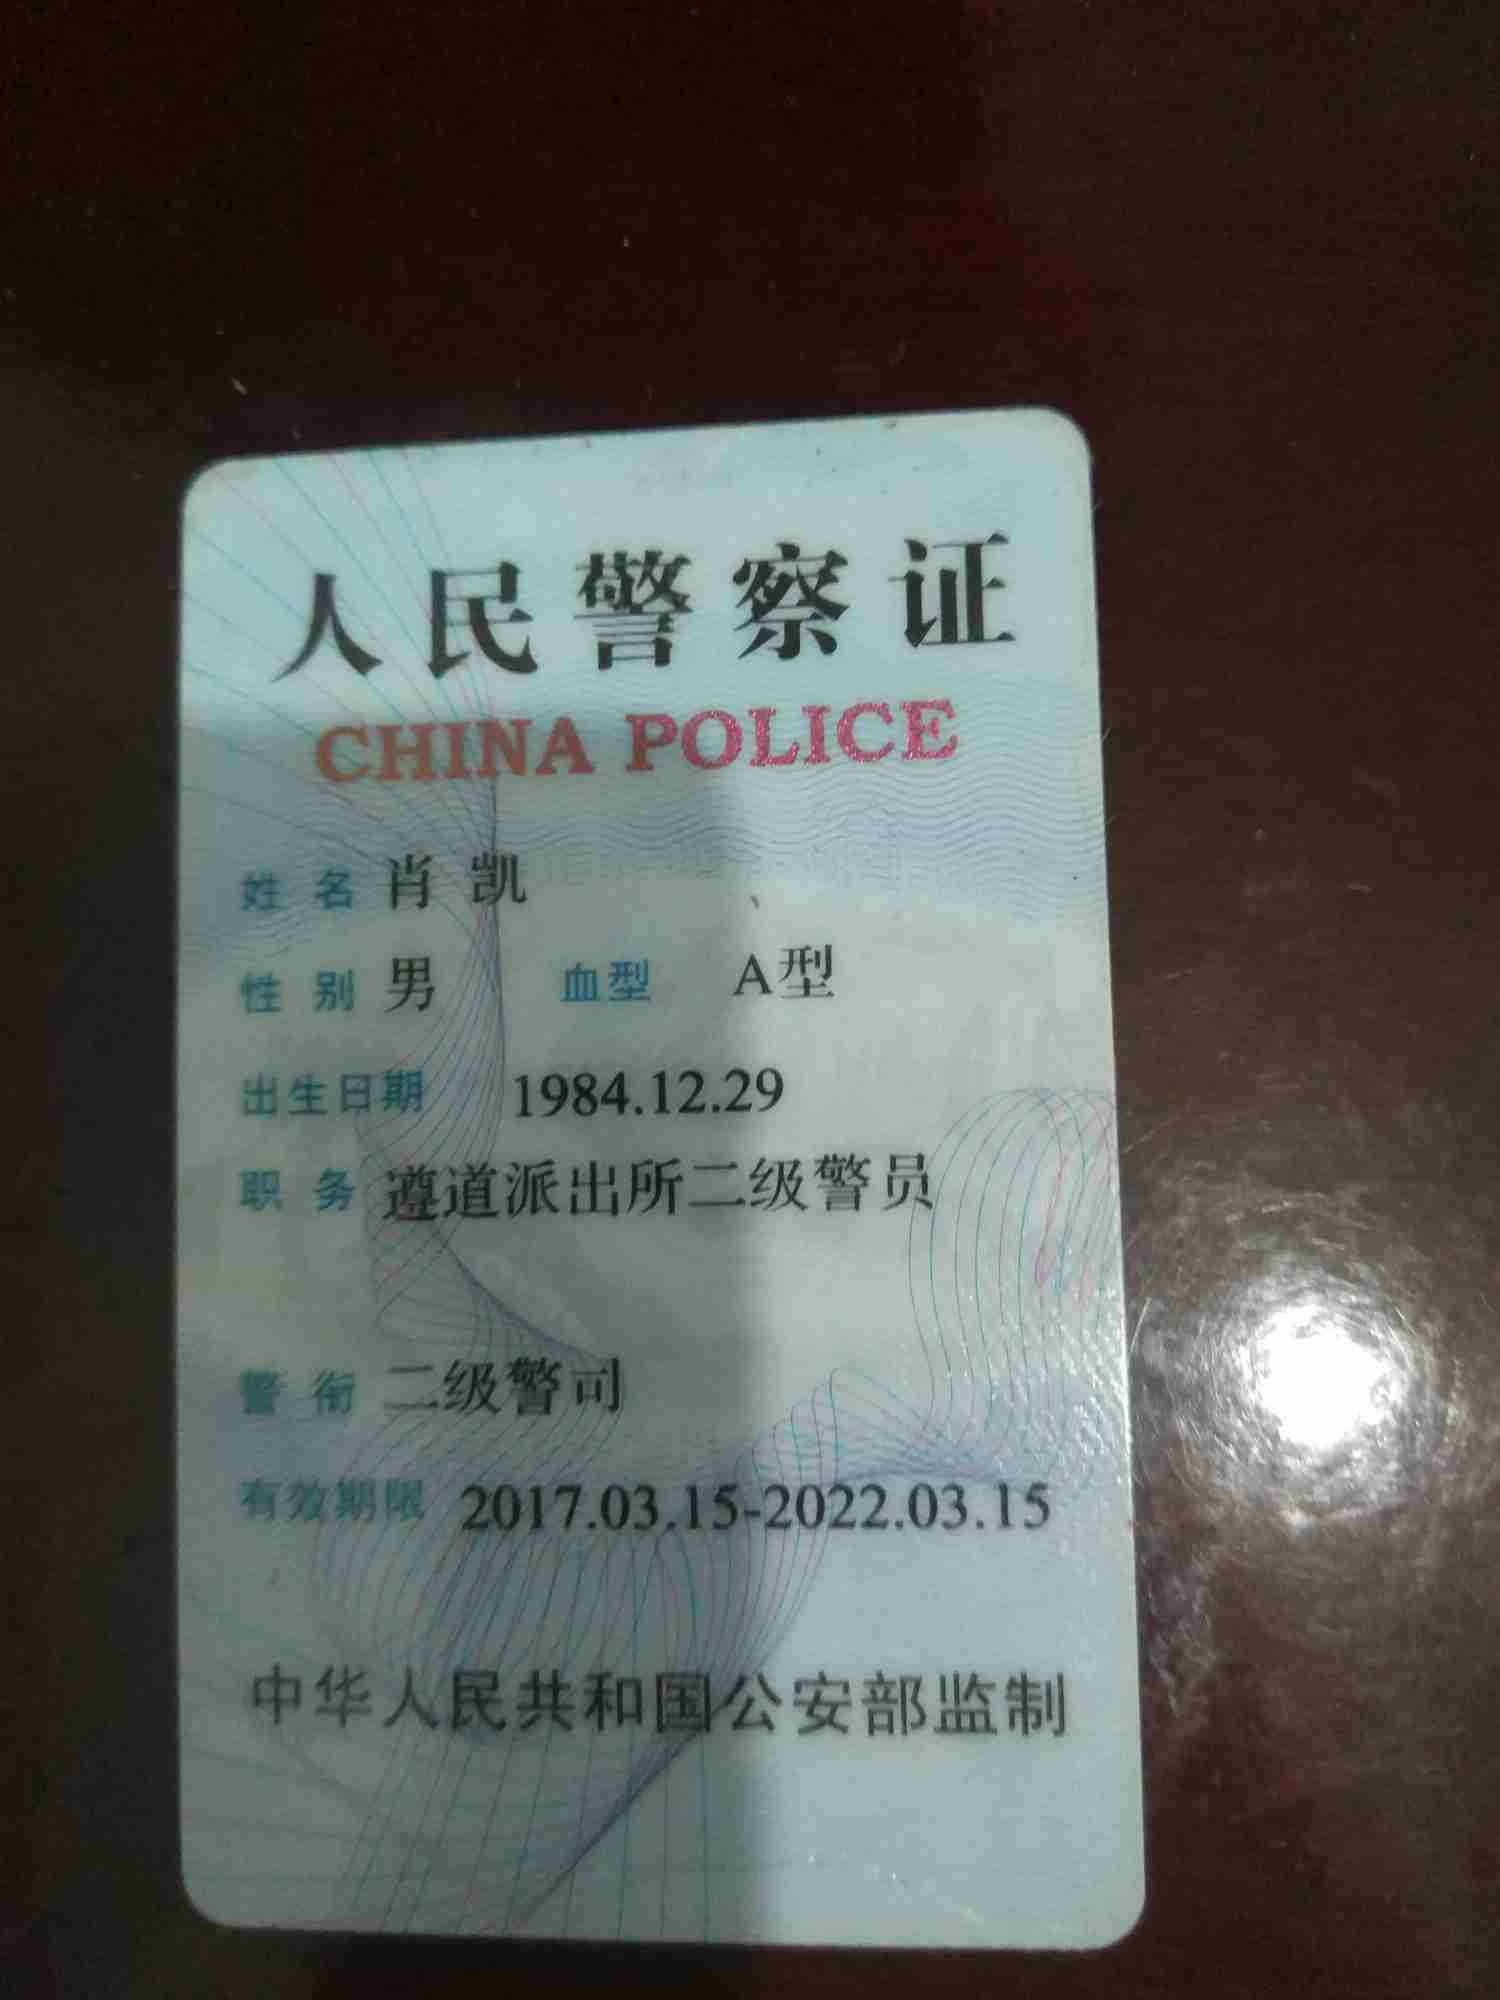 人民警察证
CHINA POLICE
姓 名 肖 凯
性 别 男 血型 A型
出生日期 1984.12.29
职 务 遵道派出所二级警员
警 衔 二级警司
有效期限 2017.03.15-2022.03.15
中华人民共和国公安部监制